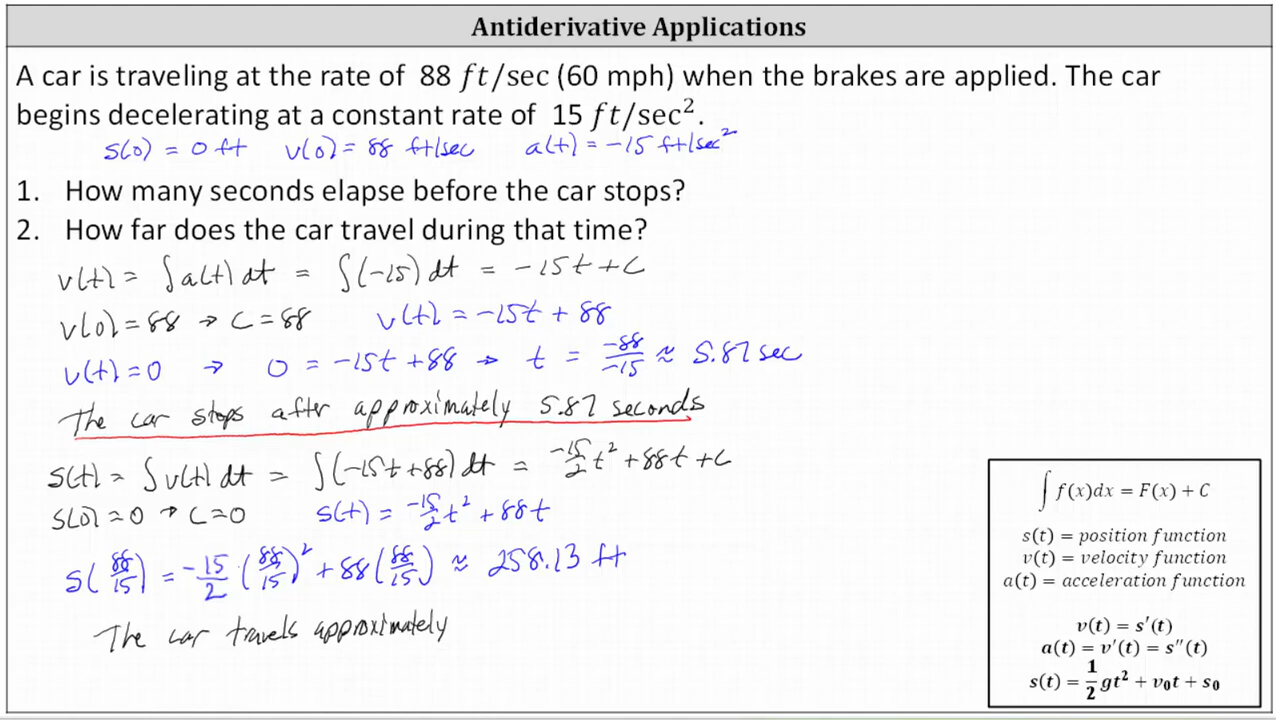 Antiderivative Applications
A car is traveling at the rate of 88 ft/sec (60 mph) when the brakes are applied. The car
begins decelerating at a constant rate of 15 ft/sec².
s(0) = 0 ft v(0) = 88 ft/sec a(t) = -15 ft/sec²
1. How many seconds elapse before the car stops?
2. How far does the car travel during that time?
v(t) = ∫a(t) dt = ∫(-15) dt = -15t + C
v(0) = 88 → C = 88 v(t) = -15t + 88
v(t) = 0 → 0 = -15t + 88 → t = -88/-15 ≈ 5.87 sec
The car stops after approximately 5.87 seconds
s(t) = ∫v(t) dt = ∫(-15t + 88) dt = -15/2 t² + 88t + C
s(0) = 0 → C = 0 s(t) = -15/2 t² + 88t
s(88/15) = -15/2 (88/15)² + 88(88/15) ≈ 258.13 ft
The car travels approximately
∫ f(x)dx = F(x) + C
s(t) = position function
v(t) = velocity function
a(t) = acceleration function
v(t) = s′(t)
a(t) = v′(t) = s″(t)
s(t) = 1/2 gt² + v₀t + s₀